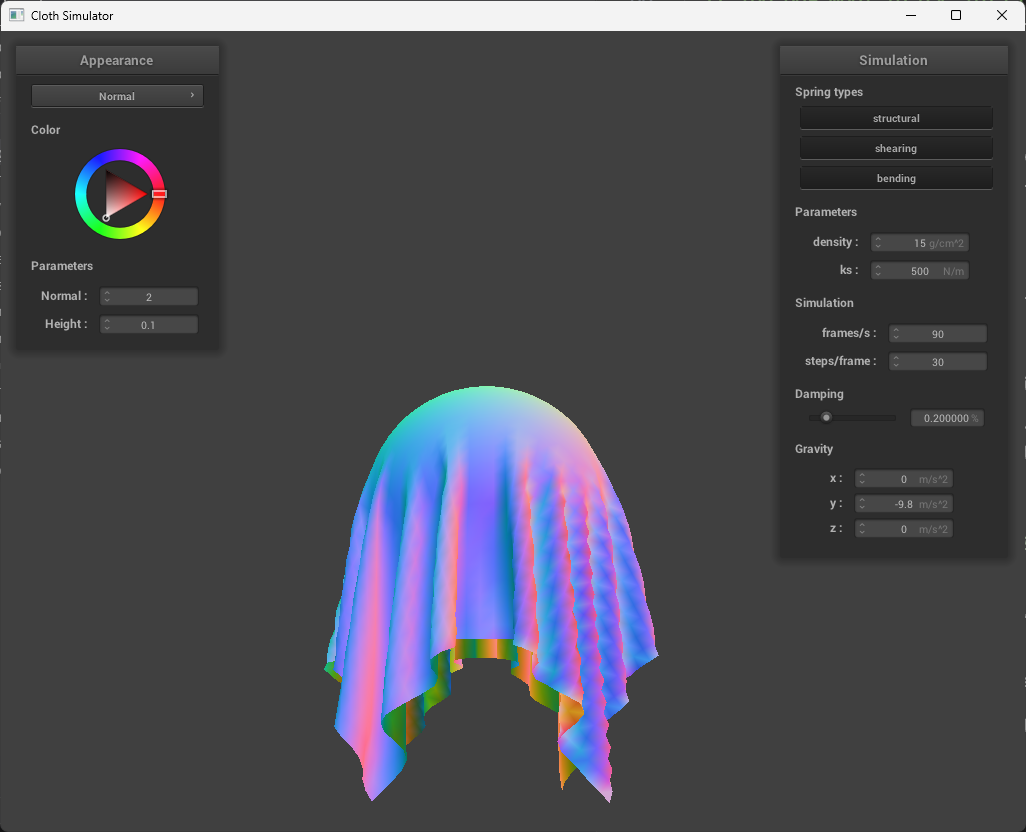 Cloth Simulator
Appearance
Normal
Color
Parameters
Normal : 2
Height : 0.1
Simulation
Spring types
structural
shearing
bending
Parameters
density : 15 g/cm^2
ks : 500 N/m
Simulation
frames/s : 90
steps/frame : 30
Damping
0.200000 %
Gravity
x : 0 m/s^2
y : -9.8 m/s^2
z : 0 m/s^2